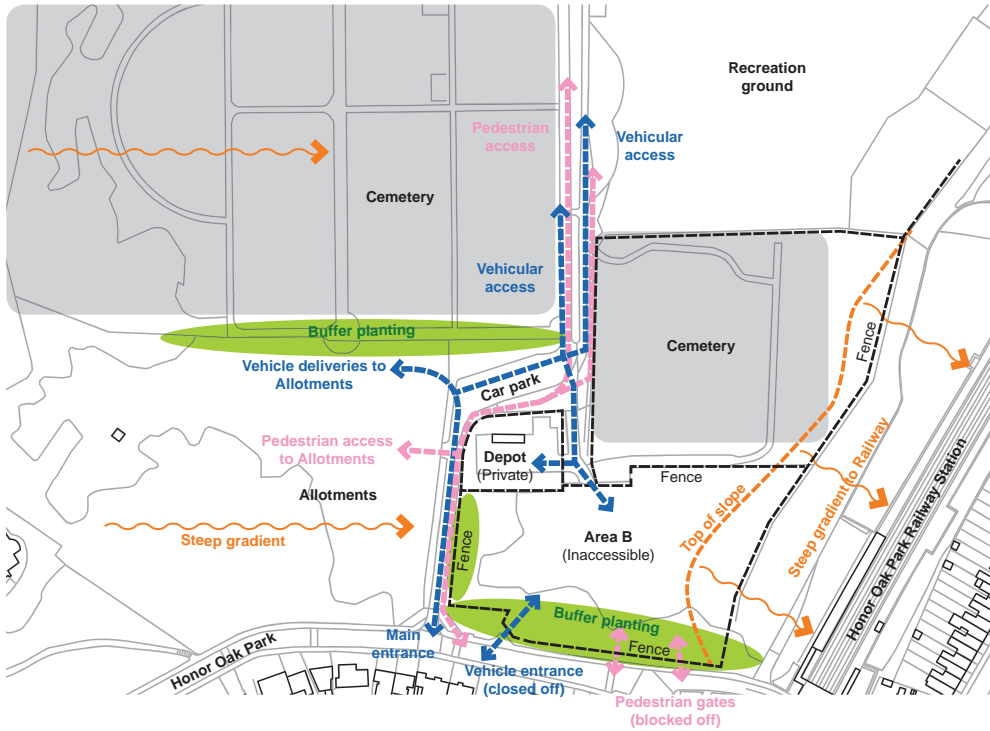 Recreation
ground
Pedestrian
access
Vehicular
access
Cemetery
Vehicular
access
Buffer planting
Cemetery
Fence
Vehicle deliveries to
Allotments
Car park
Pedestrian access
to Allotments
Depot
(Private)
Fence
Allotments
Steep gradient
Fence
Area B
(Inaccessible)
Top of slope
Steep gradient to Railway
Honor Oak Park Railway Station
Buffer planting
Fence
Main
entrance
Honor Oak Park
Vehicle entrance
(closed off)
Pedestrian gates
(blocked off)